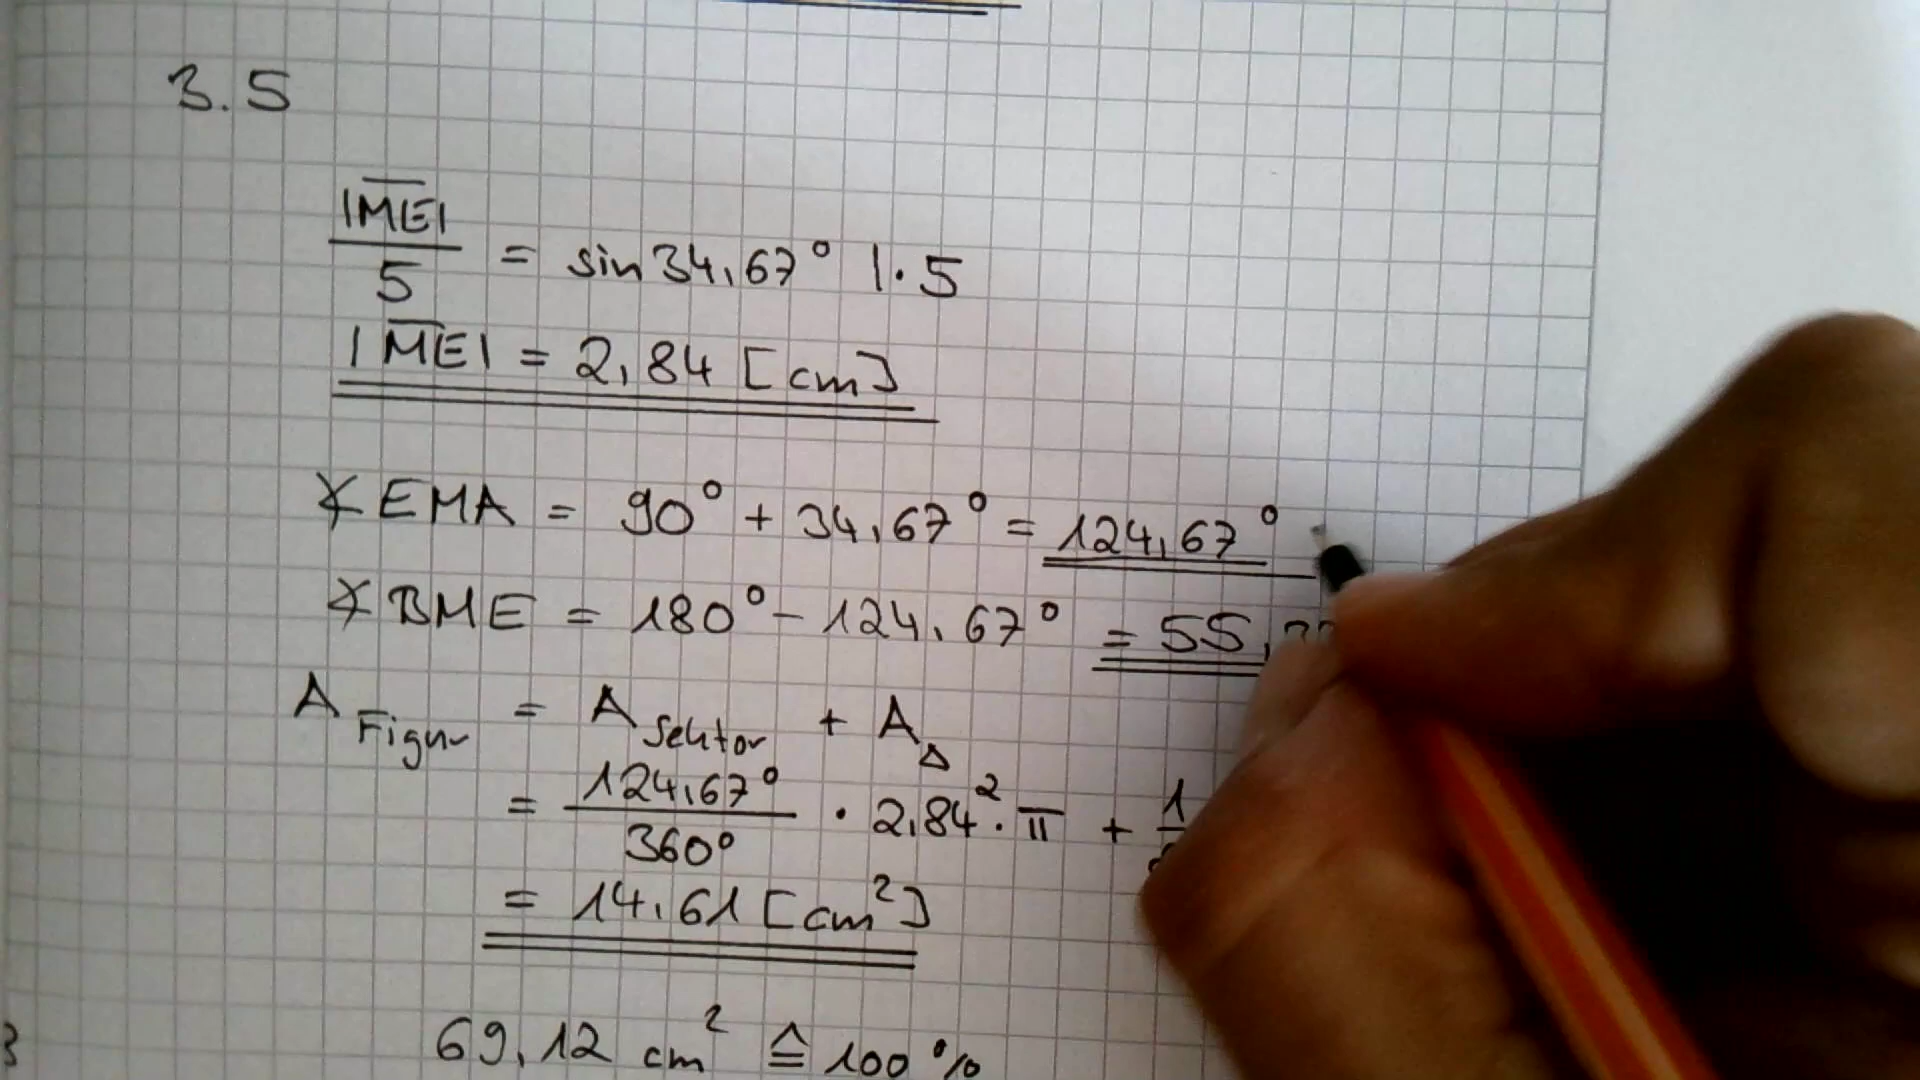 3.5
|ME|
5
= sin 34,67° | · 5
|ME| = 2,84 [cm]
∢ EMA = 90° + 34,67° = 124,67°
∢ BME = 180° - 124,67° = 55,
A Figur = A Sektor + A Δ
= 124,67° / 360° · 2,84² · π + 1
= 14,61 [cm²]
69,12 cm² ≙ 100 %
3